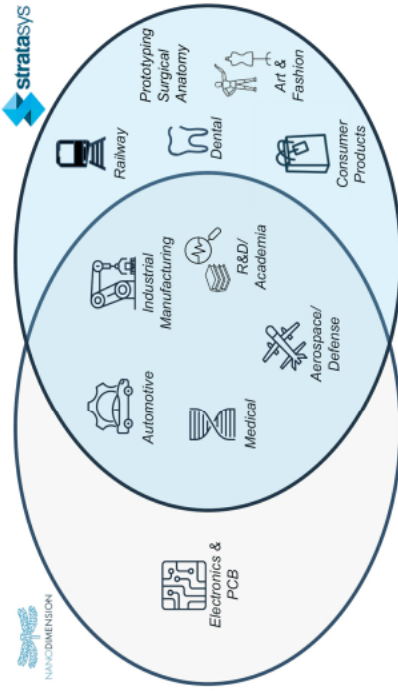 NANODIMENSION
stratasys
Electronics &
PCB
Automotive
Medical
Industrial
Manufacturing
R&D/
Academia
Aerospace/
Defense
Railway
Dental
Prototyping
Surgical
Anatomy
Art &
Fashion
Consumer
Products